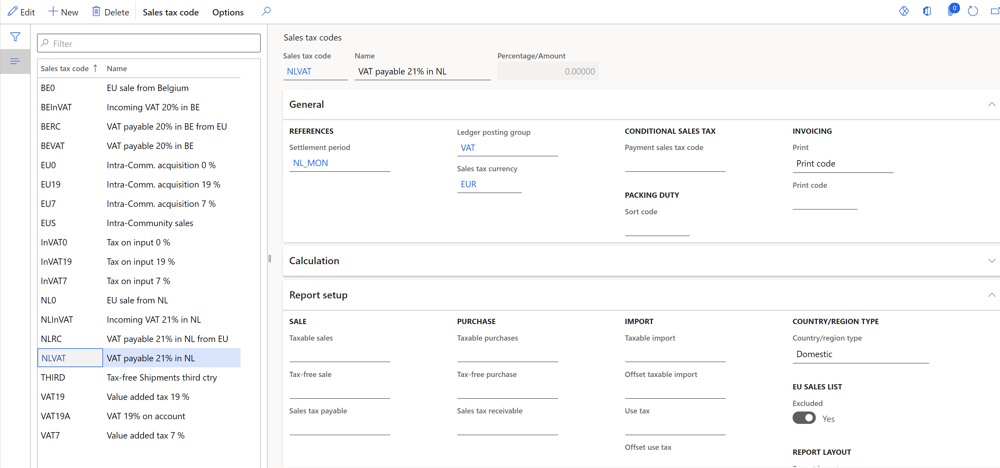 Edit New Delete Sales tax code Options 0
Filter
Sales tax code Name
BE0 EU sale from Belgium
BEInVAT Incoming VAT 20% in BE
BERC VAT payable 20% in BE from EU
BEVAT VAT payable 20% in BE
EU0 Intra-Comm. acquisition 0 %
EU19 Intra-Comm. acquisition 19 %
EU7 Intra-Comm. acquisition 7 %
EUS Intra-Community sales
InVAT0 Tax on input 0 %
InVAT19 Tax on input 19 %
InVAT7 Tax on input 7 %
NL0 EU sale from NL
NLInVAT Incoming VAT 21% in NL
NLRC VAT payable 21% in NL from EU
NLVAT VAT payable 21% in NL
THIRD Tax-free Shipments third ctry
VAT19 Value added tax 19 %
VAT19A VAT 19% on account
VAT7 Value added tax 7 %
Sales tax codes
Sales tax code Name Percentage/Amount
NLVAT VAT payable 21% in NL 0.00000
General
REFERENCES
Settlement period
NL_MON
Ledger posting group
VAT
Sales tax currency
EUR
CONDITIONAL SALES TAX
Payment sales tax code
PACKING DUTY
Sort code
INVOICING
Print
Print code
Print code
Calculation
Report setup
SALE
Taxable sales
Tax-free sale
Sales tax payable
PURCHASE
Taxable purchases
Tax-free purchase
Sales tax receivable
IMPORT
Taxable import
Offset taxable import
Use tax
Offset use tax
COUNTRY/REGION TYPE
Country/region type
Domestic
EU SALES LIST
Excluded
Yes
REPORT LAYOUT